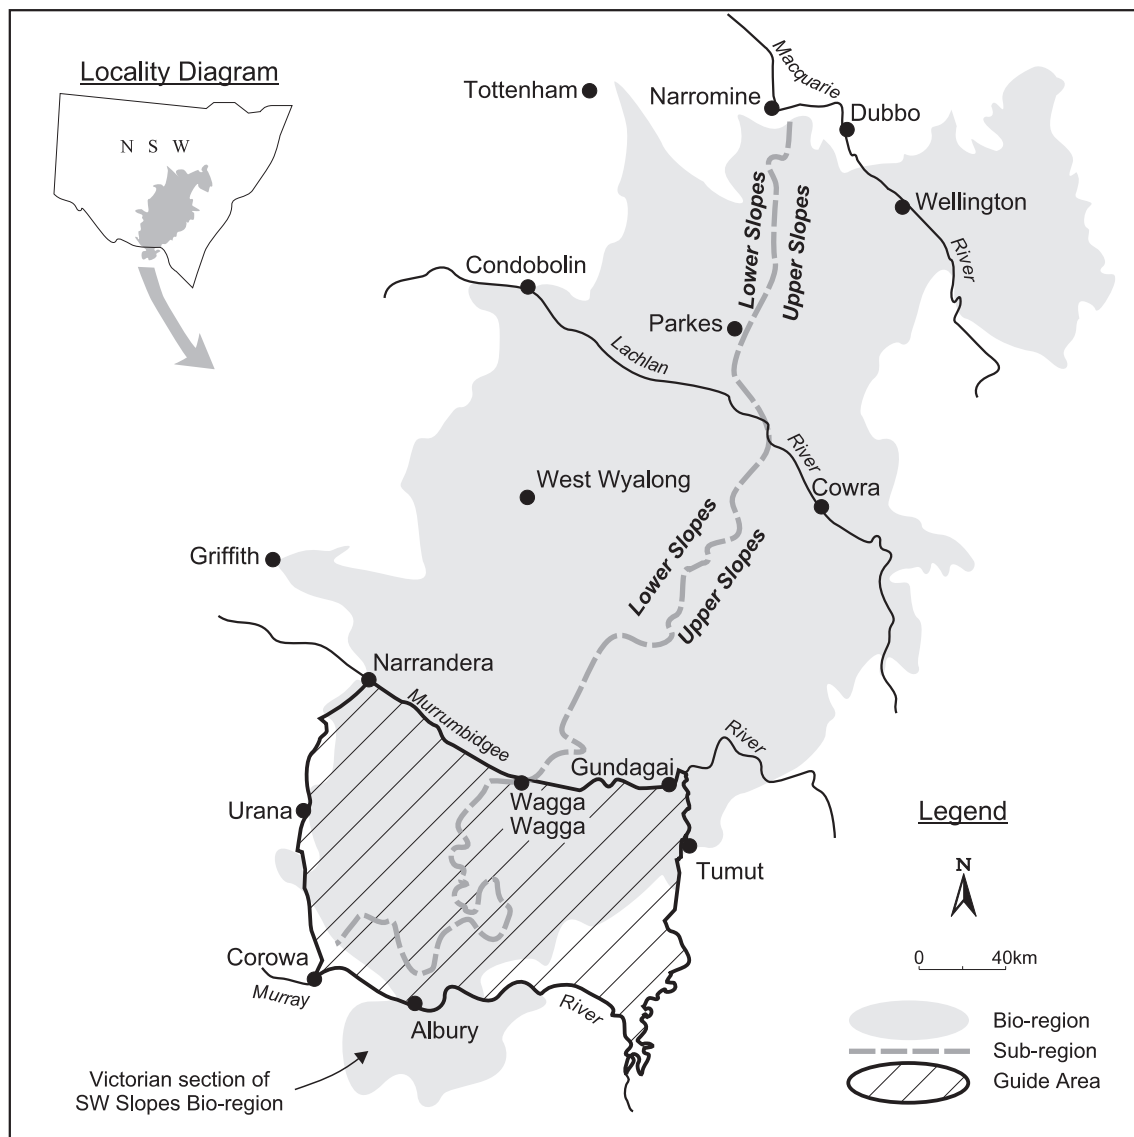 Locality Diagram
N S W
Tottenham
Narromine
Macquarie
Dubbo
Wellington
River
Lower Slopes
Upper Slopes
Condobolin
Parkes
Lachlan
River
West Wyalong
Cowra
Lower Slopes
Upper Slopes
Griffith
Narrandera
Murrumbidgee
River
Gundagai
Wagga
Wagga
Urana
Tumut
Corowa
Murray
River
Albury
Victorian section of
SW Slopes Bio-region
Legend
N
0 40km
Bio-region
Sub-region
Guide Area